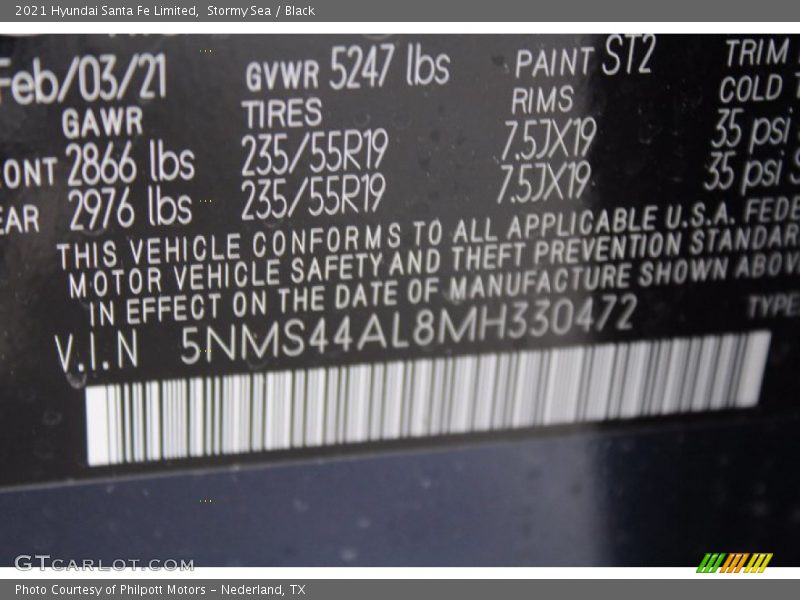 2021 Hyundai Santa Fe Limited, Stormy Sea / Black
Feb/03/21 GVWR 5247 lbs PAINT ST2 TRIM
GAWR TIRES RIMS COLD
ONT 2866 lbs 235/55R19 7.5JX19 35 psi
EAR 2976 lbs 235/55R19 7.5JX19 35 psi
THIS VEHICLE CONFORMS TO ALL APPLICABLE U.S.A. FEDE
MOTOR VEHICLE SAFETY AND THEFT PREVENTION STANDAR
IN EFFECT ON THE DATE OF MANUFACTURE SHOWN ABOV
V.I.N 5NMS44AL8MH330472 TYPE
GTCARLOT.COM
Photo Courtesy of Philpott Motors - Nederland, TX